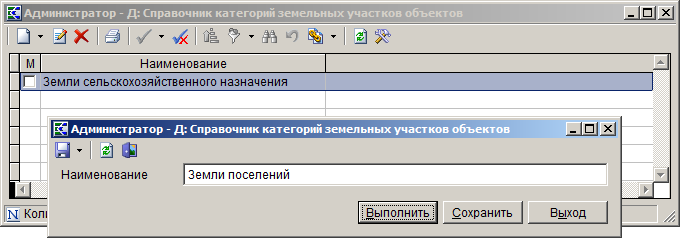 Администратор - Д: Справочник категорий земельных участков объектов
М Наименование
Земли сельскохозяйственного назначения
Администратор - Д: Справочник категорий земельных участков объектов
Наименование Земли поселений
Выполнить Сохранить Выход
N